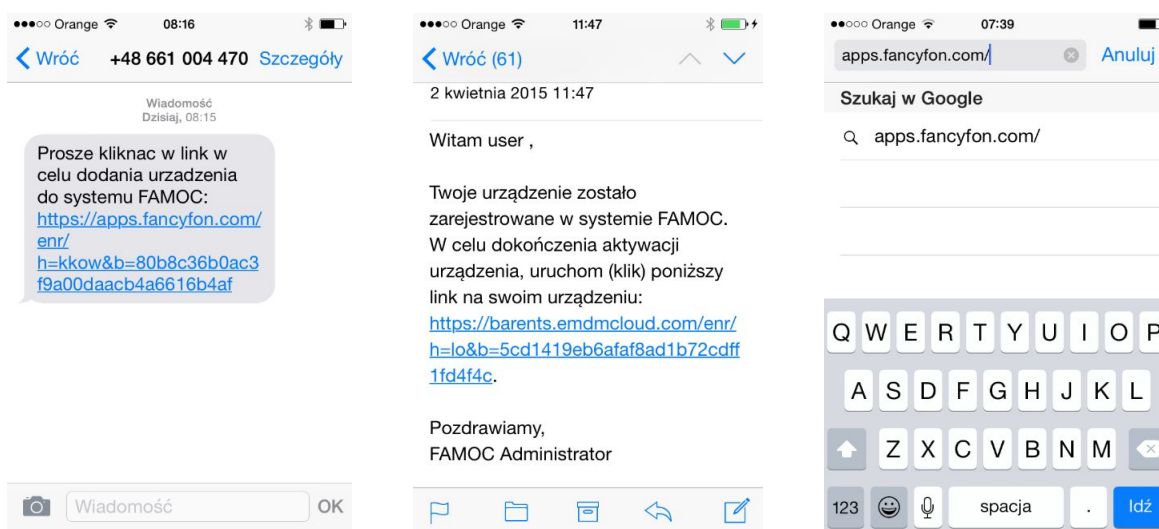 Orange 08:16
Wróć +48 661 004 470 Szczegóły
Wiadomość
Dzisiaj, 08:15
Prosze kliknac w link w
celu dodania urzadzenia
do systemu FAMOC:
https://apps.fancyfon.com/
enr/
h=kkow&b=80b8c36b0ac3
f9a00daacb4a6616b4af
Wiadomość OK
Orange 11:47
Wróć (61)
2 kwietnia 2015 11:47
Witam user ,
Twoje urządzenie zostało
zarejestrowane w systemie FAMOC.
W celu dokończenia aktywacji
urządzenia, uruchom (klik) poniższy
link na swoim urządzeniu:
https://barents.emdmcloud.com/enr/
h=lo&b=5cd1419eb6afaf8ad1b72cdff
1fd4f4c.
Pozdrawiamy,
FAMOC Administrator
Orange 07:39
apps.fancyfon.com/ Anuluj
Szukaj w Google
apps.fancyfon.com/
Q W E R T Y U I O P
A S D F G H J K L
Z X C V B N M
123 spacja . Idź